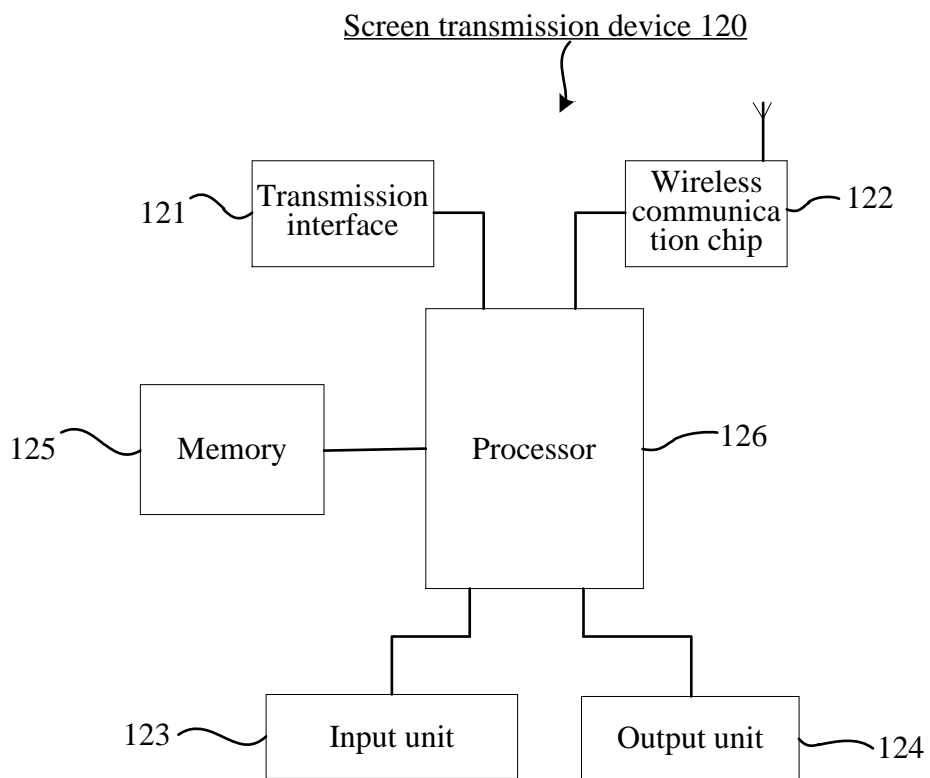 Screen transmission device 120
121
Transmission
interface
Wireless
communica
tion chip
122
125
Memory
Processor
126
123
Input unit
Output unit
124